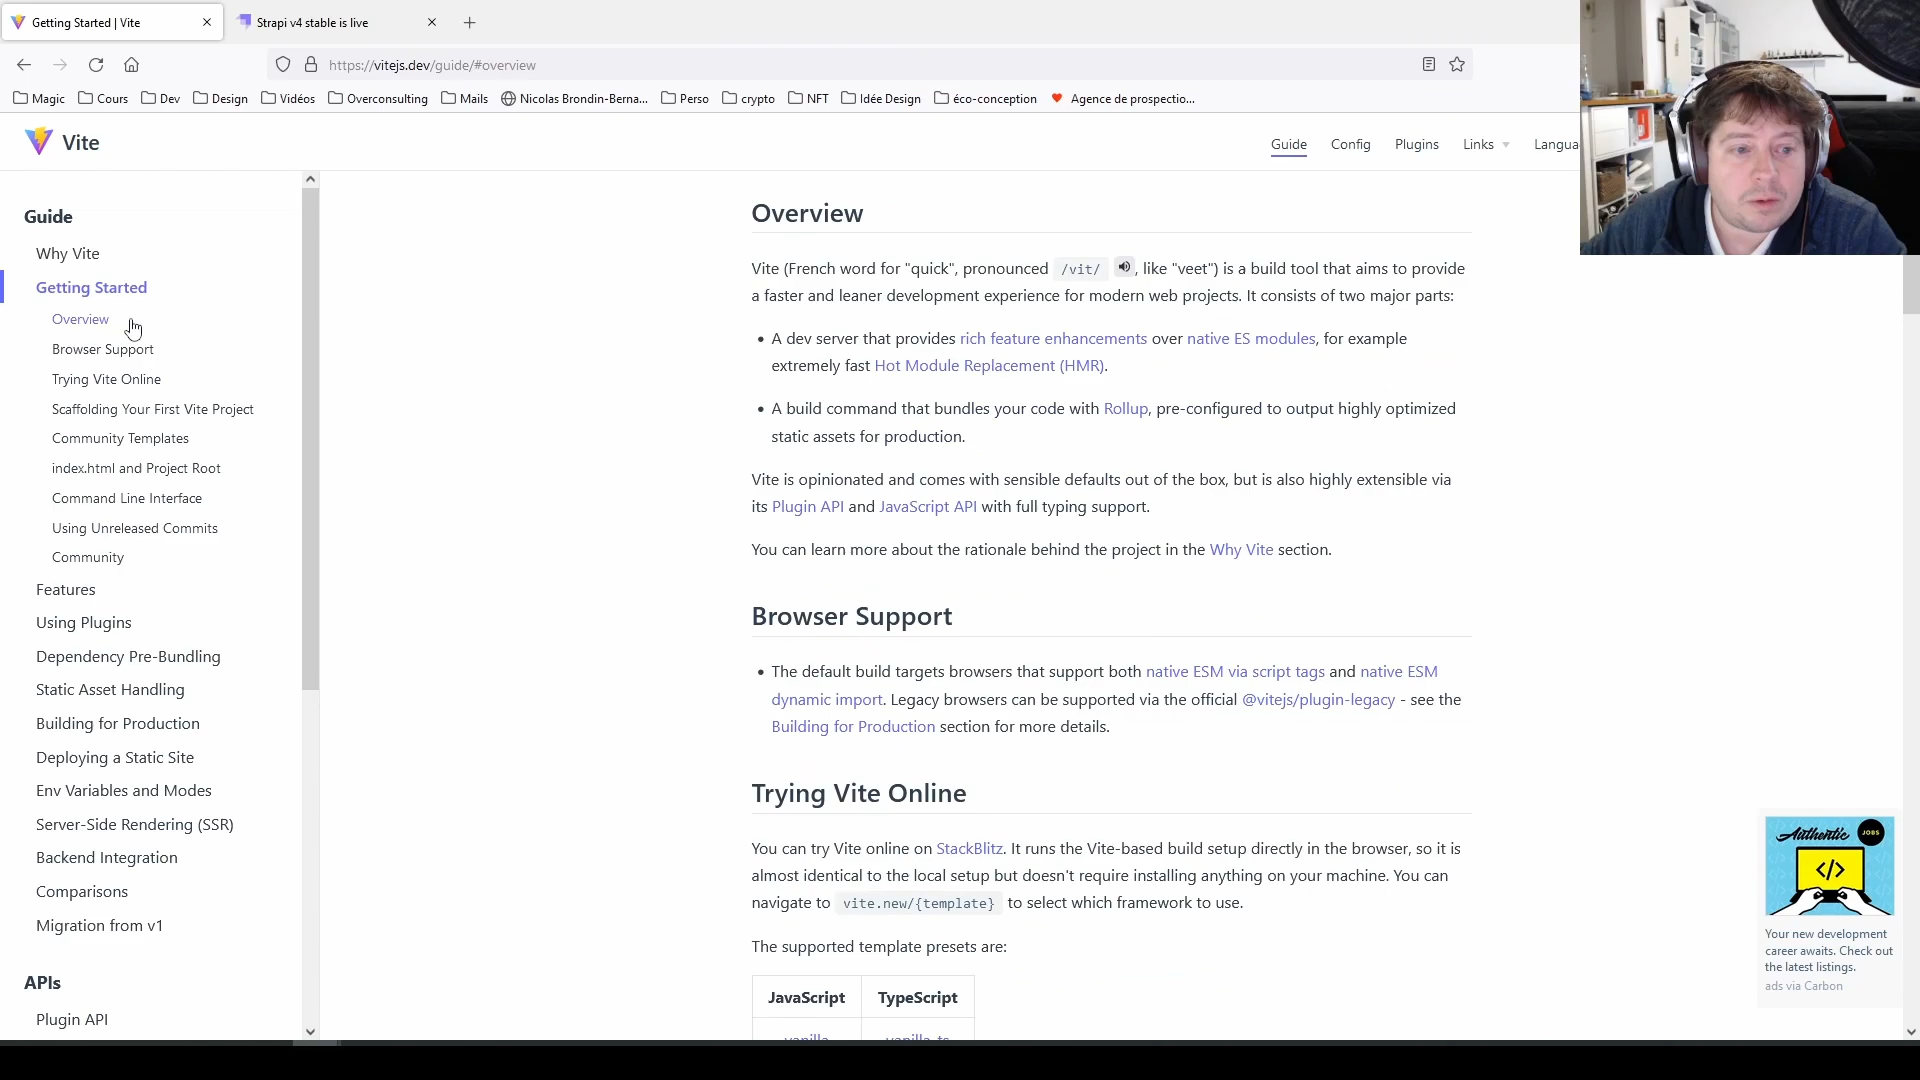 Getting Started | Vite
Strapi v4 stable is live
https://vitejs.dev/guide/#overview
Magic
Cours
Dev
Design
Vidéos
Overconsulting
Mails
Nicolas Brondin-Berna...
Perso
crypto
NFT
Idée Design
éco-conception
Agence de prospectio...
Vite
Guide
Config
Plugins
Links
Langua
Guide
Why Vite
Getting Started
Overview
Browser Support
Trying Vite Online
Scaffolding Your First Vite Project
Community Templates
index.html and Project Root
Command Line Interface
Using Unreleased Commits
Community
Features
Using Plugins
Dependency Pre-Bundling
Static Asset Handling
Building for Production
Deploying a Static Site
Env Variables and Modes
Server-Side Rendering (SSR)
Backend Integration
Comparisons
Migration from v1
APIs
Plugin API
Overview
Vite (French word for "quick", pronounced /vit/ , like "veet") is a build tool that aims to provide
a faster and leaner development experience for modern web projects. It consists of two major parts:
• A dev server that provides rich feature enhancements over native ES modules, for example
extremely fast Hot Module Replacement (HMR).
• A build command that bundles your code with Rollup, pre-configured to output highly optimized
static assets for production.
Vite is opinionated and comes with sensible defaults out of the box, but is also highly extensible via
its Plugin API and JavaScript API with full typing support.
You can learn more about the rationale behind the project in the Why Vite section.
Browser Support
• The default build targets browsers that support both native ESM via script tags and native ESM
dynamic import. Legacy browsers can be supported via the official @vitejs/plugin-legacy - see the
Building for Production section for more details.
Trying Vite Online
You can try Vite online on StackBlitz. It runs the Vite-based build setup directly in the browser, so it is
almost identical to the local setup but doesn't require installing anything on your machine. You can
navigate to vite.new/{template} to select which framework to use.
The supported template presets are:
JavaScript
TypeScript
vanilla
vanilla-ts
Authentic JOBS
</>
Your new development
career awaits. Check out
the latest listings.
ads via Carbon